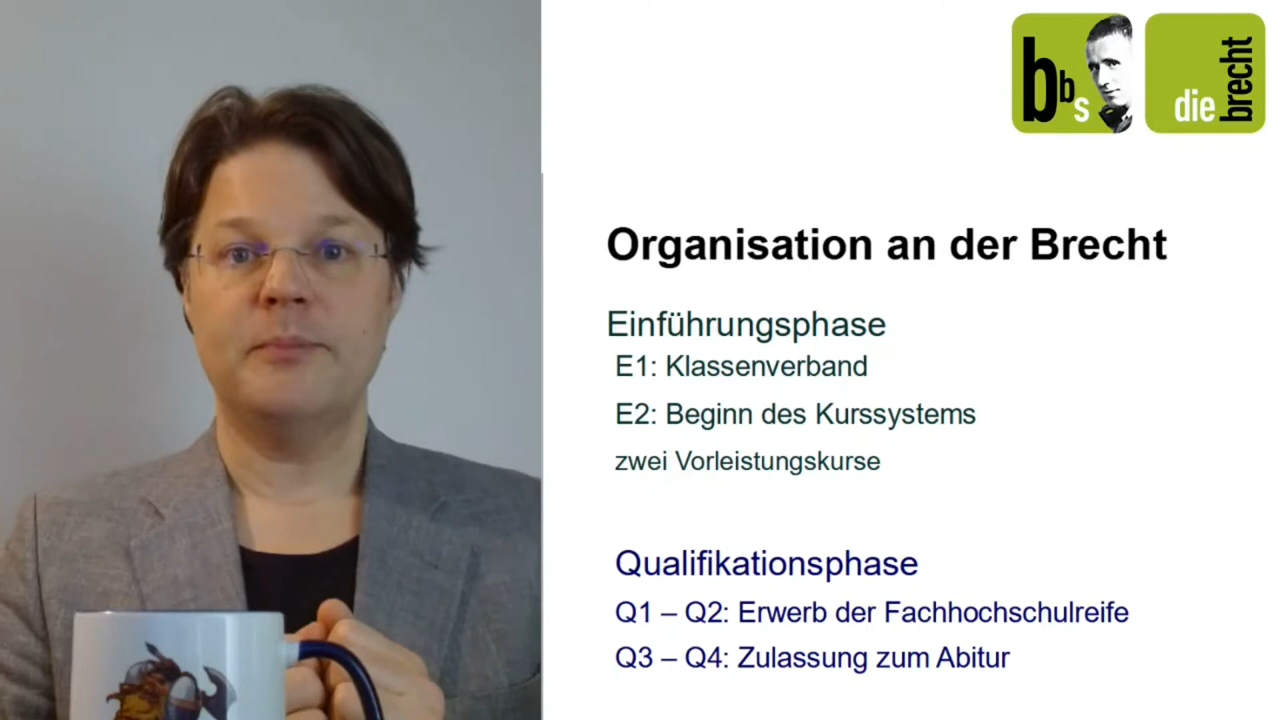 bbs
die brecht
Organisation an der Brecht
Einführungsphase
E1: Klassenverband
E2: Beginn des Kurssystems
zwei Vorleistungskurse
Qualifikationsphase
Q1 – Q2: Erwerb der Fachhochschulreife
Q3 – Q4: Zulassung zum Abitur